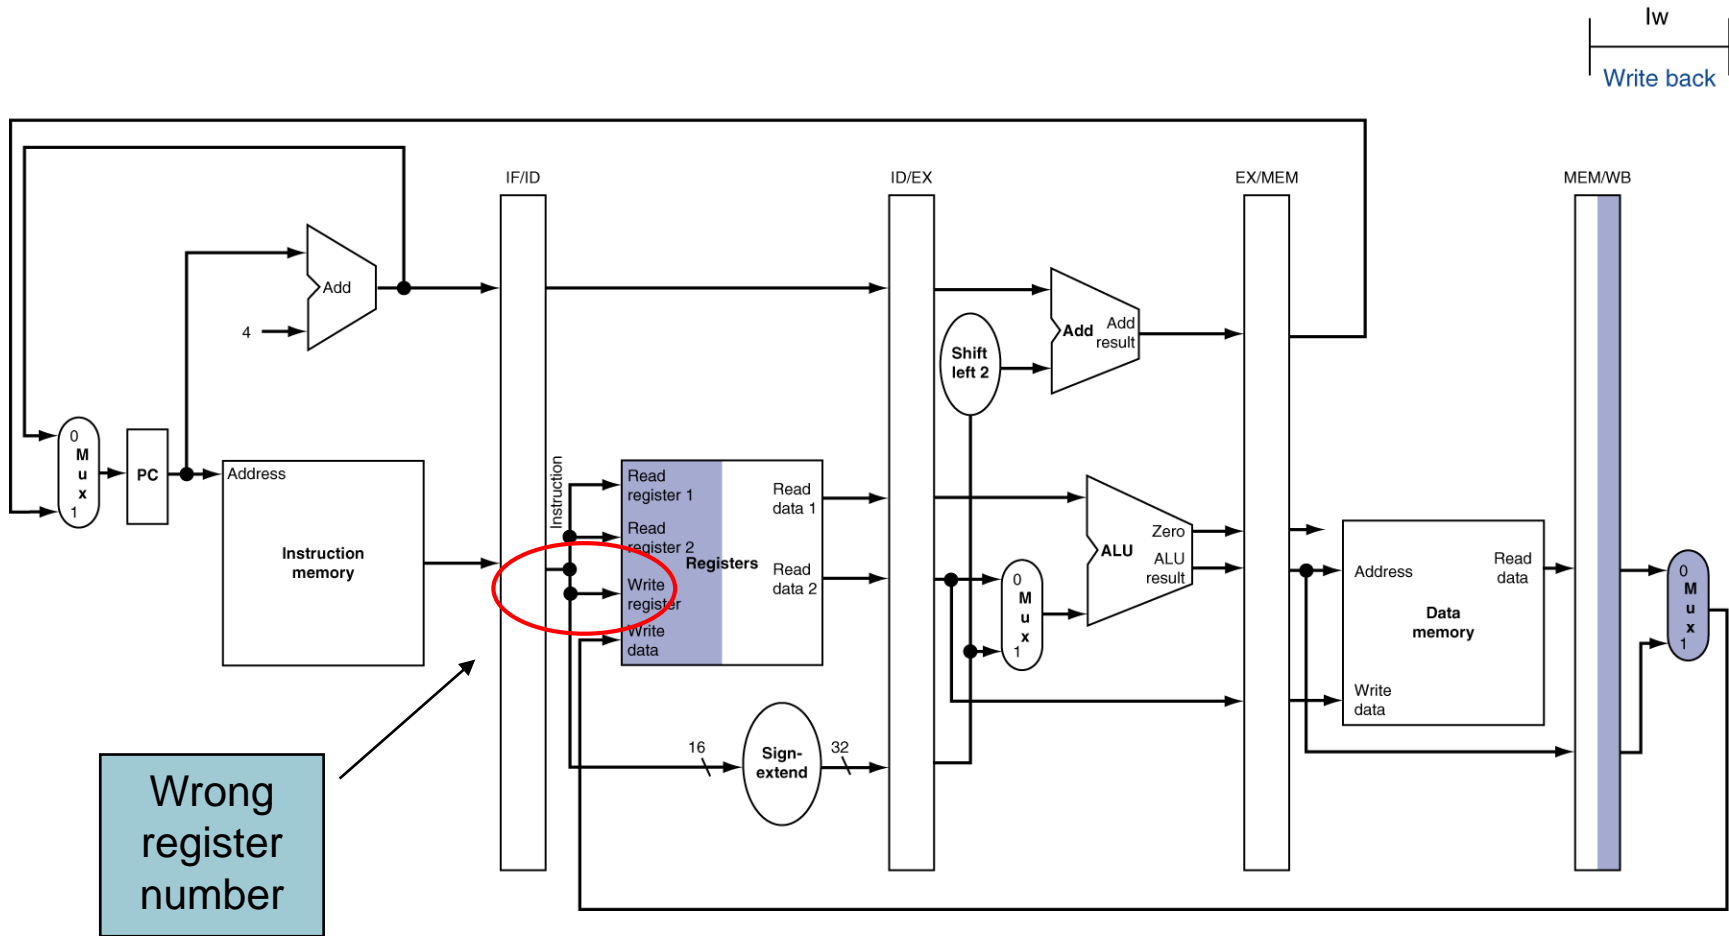 lw
Write back
IF/ID
ID/EX
EX/MEM
MEM/WB
Add
4
Shift
left 2
Add
Add
result
0
M
u
x
1
PC
Address
Instruction
memory
Instruction
Read
register 1
Read
register 2
Registers
Write
register
Write
data
Read
data 1
Read
data 2
0
M
u
x
1
Zero
ALU
ALU
result
Address
Read
data
Data
memory
Write
data
0
M
u
x
1
16
Sign-
extend
32
Wrong
register
number